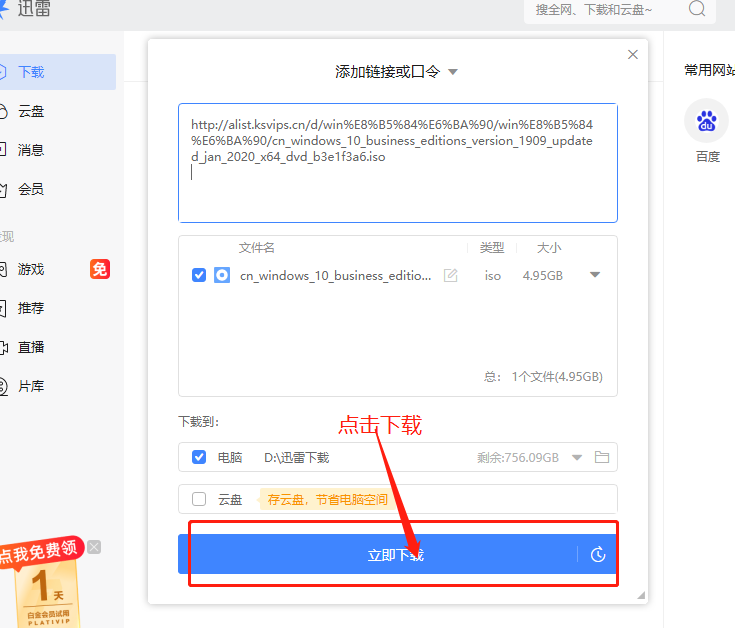 迅雷
搜全网、下载和云盘~
下载
云盘
消息
会员
发现
游戏
免
推荐
直播
片库
点我免费领
1天
白金会员试用
PLATIVIP
添加链接或口令
http://alist.ksvips.cn/d/win%E8%B5%84%E6%BA%90/win%E8%B5%84
%E6%BA%90/cn_windows_10_business_editions_version_1909_update
d_jan_2020_x64_dvd_b3e1f3a6.iso
文件名 类型 大小
cn_windows_10_business_editio... iso 4.95GB
总: 1个文件(4.95GB)
下载到:
点击下载
电脑 D:\迅雷下载 剩余:756.09GB
云盘 存云盘，节省电脑空间
立即下载
常用网站
du
百度